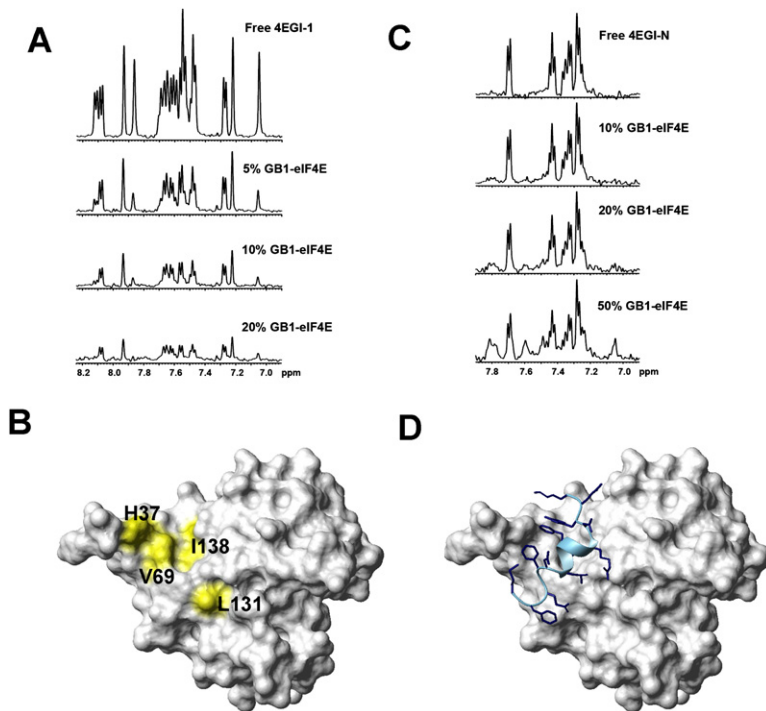 A
Free 4EGI-1
5% GB1-eIF4E
10% GB1-eIF4E
20% GB1-eIF4E
8.2 8.0 7.8 7.6 7.4 7.2 7.0 ppm
C
Free 4EGI-N
10% GB1-eIF4E
20% GB1-eIF4E
50% GB1-eIF4E
7.8 7.6 7.4 7.2 7.0 ppm
B
H37
I138
V69
L131
D